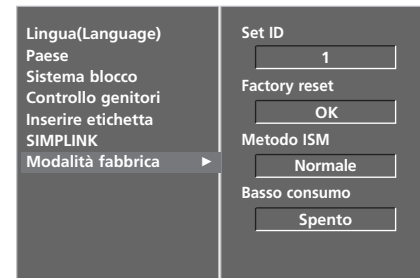 Lingua(Language)
Paese
Sistema blocco
Controllo genitori
Inserire etichetta
SIMPLINK
Modalità fabbrica ►
Set ID
1
Factory reset
OK
Metodo ISM
Normale
Basso consumo
Spento